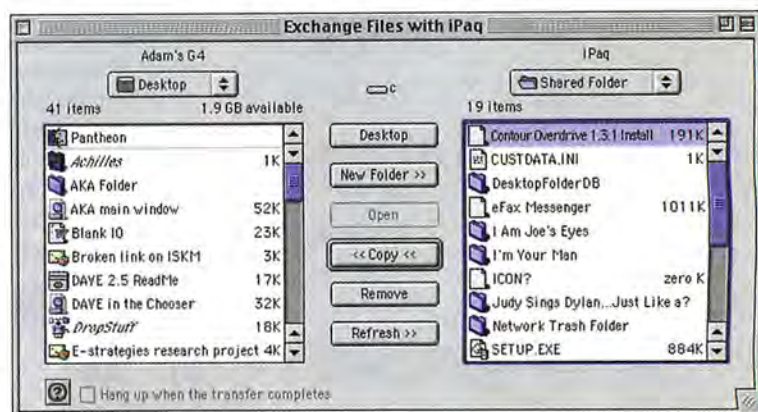 Exchange Files with iPaq
Adam's G4
Desktop
41 items 1.9 GB available
Pantheon
Achilles 1K
AKA Folder
AKA main window 52K
Blank IO 23K
Broken link on ISKM 3K
DAVE 2.5 ReadMe 17K
DAVE in the Chooser 32K
DropStuff 18K
E-strategies research project 4K
c
Desktop
New Folder >>
Open
<< Copy <<
Remove
Refresh >>
iPaq
Shared Folder
19 items
Contour Overdrive 1.3.1 Install 191K
CUSTDATA.INI 1K
DesktopFolderDB
eFax Messenger 1011K
I Am Joe's Eyes
I'm Your Man
ICON? zero K
Judy Sings Dylan...Just Like a?
Network Trash Folder
SETUP.EXE 884K
? Hang up when the transfer completes